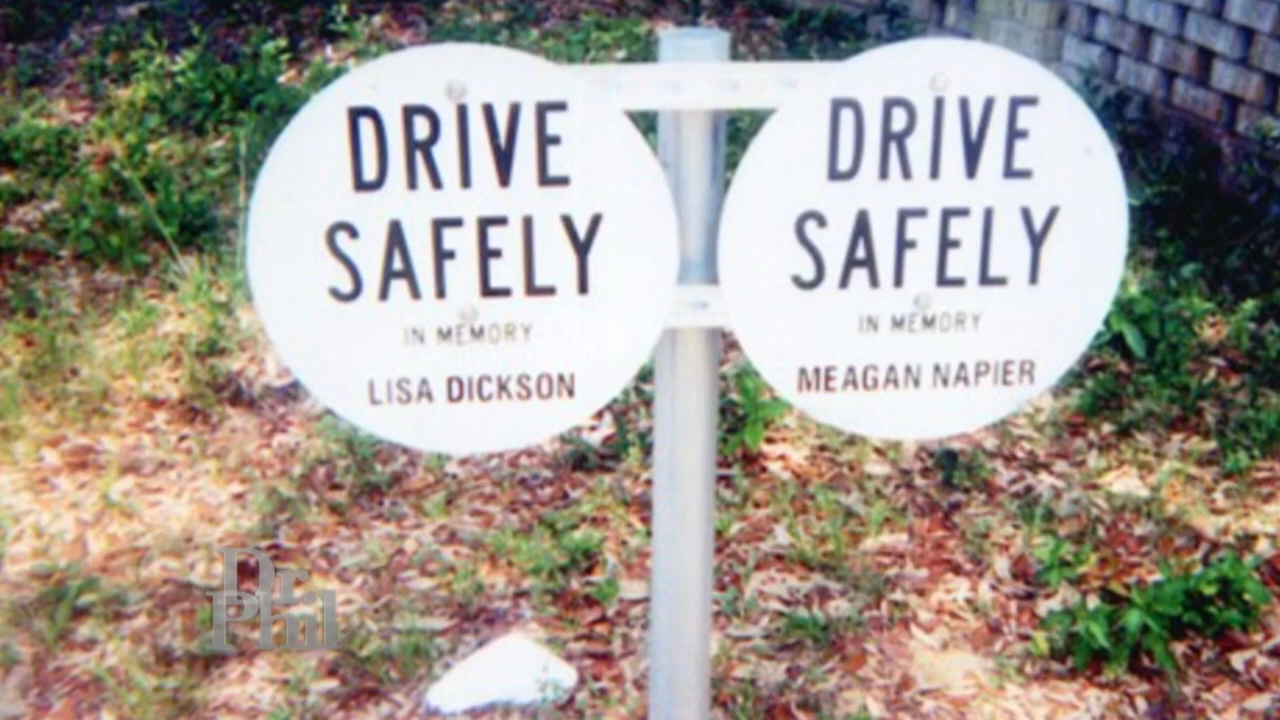 DRIVE
SAFELY
IN MEMORY
LISA DICKSON
DRIVE
SAFELY
IN MEMORY
MEAGAN NAPIER
Dr.
Phil